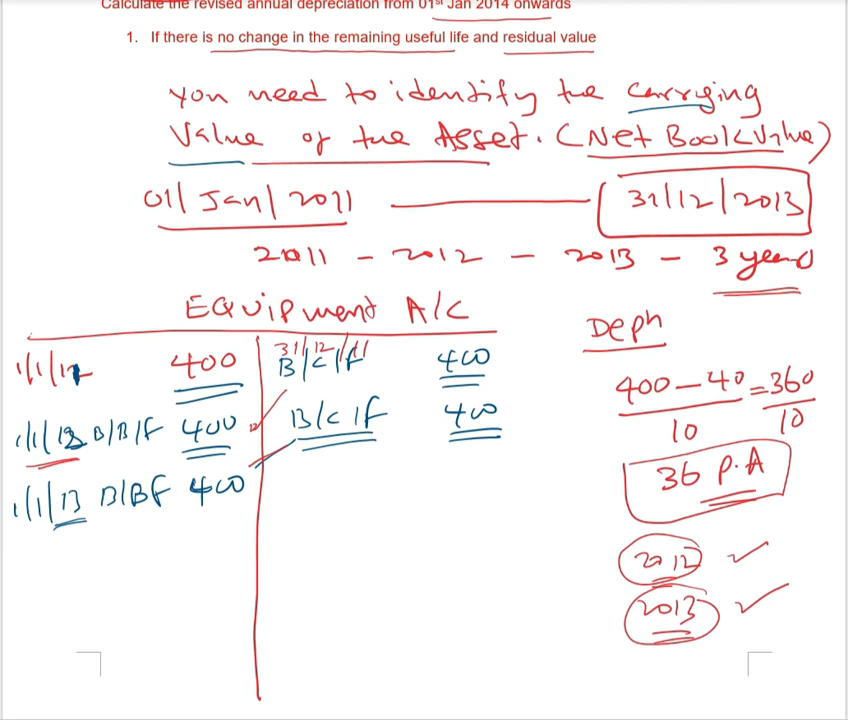 Calculate the revised annual depreciation from 01st Jan 2014 onwards
1. If there is no change in the remaining useful life and residual value
You need to identify the carrying
Value of the Asset. (Net Book Value)
01/Jan/2011 31/12/2013
2011 - 2012 - 2013 - 3 years
EQuipment A/C
Deph
31/12/11
1/1/12 400 B/C/F 400
400-40=360
10 10
1/1/13 B/B/F 400 B/C/F 400
36 P.A
1/1/13 B/BF 400
2012
2013